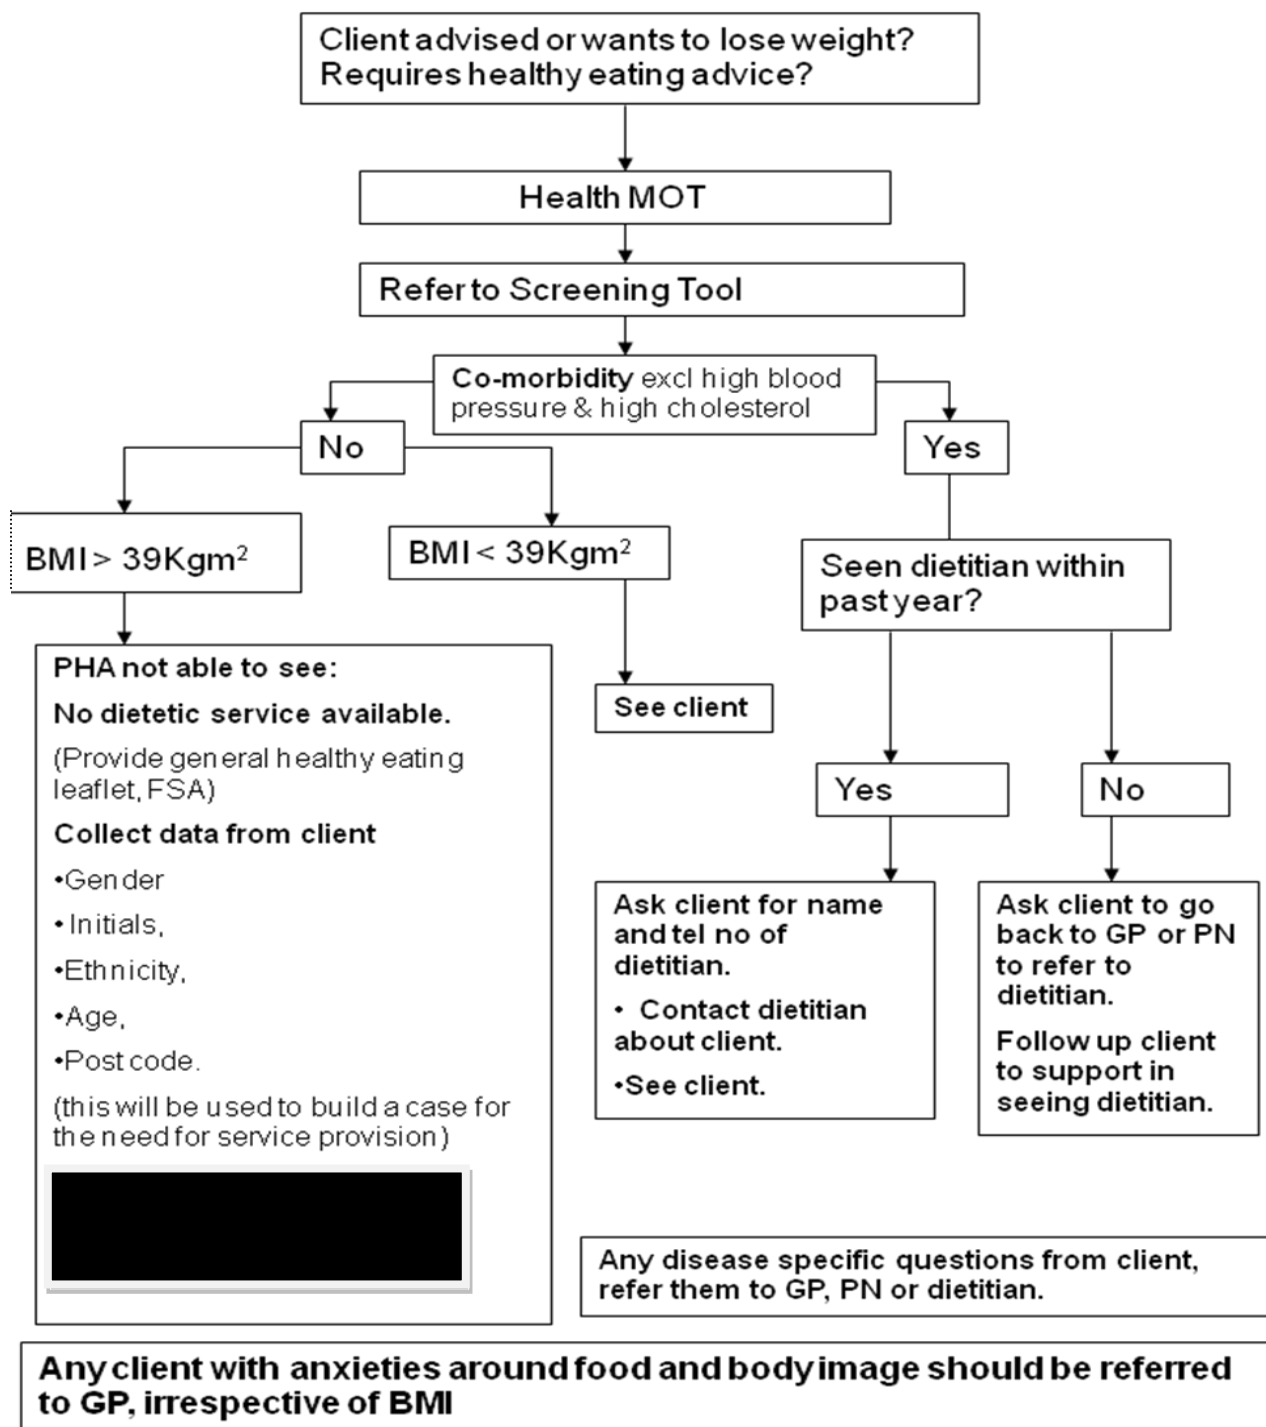 Client advised or wants to lose weight?
Requires healthy eating advice?
Health MOT
Refer to Screening Tool
Co-morbidity excl high blood
pressure & high cholesterol
No
Yes
BMI > 39Kgm²
BMI < 39Kgm²
Seen dietitian within
past year?
PHA not able to see:
No dietetic service available.
(Provide general healthy eating
leaflet, FSA)
Collect data from client
•Gender
• Initials,
•Ethnicity,
•Age,
•Post code.
(this will be used to build a case for
the need for service provision)
See client
Yes
No
Ask client for name
and tel no of
dietitian.
• Contact dietitian
about client.
•See client.
Ask client to go
back to GP or PN
to refer to
dietitian.
Follow up client
to support in
seeing dietitian.
Any disease specific questions from client,
refer them to GP, PN or dietitian.
Any client with anxieties around food and body image should be referred
to GP, irrespective of BMI